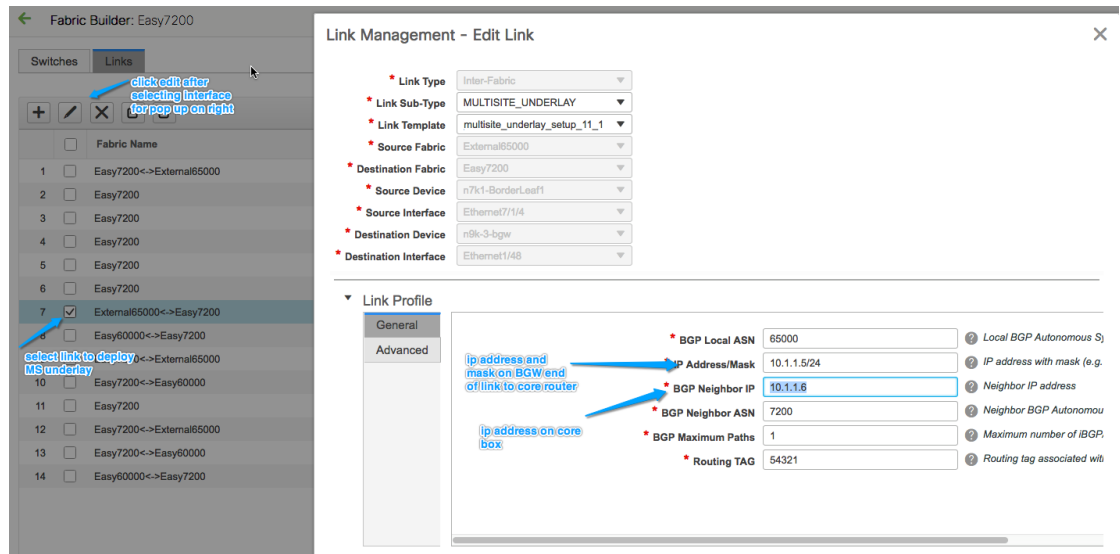 Fabric Builder: Easy7200
Switches
Links
click edit after
selecting interface
for pop up on right
Fabric Name
1 Easy7200<->External65000
2 Easy7200
3 Easy7200
4 Easy7200
5 Easy7200
6 Easy7200
7 External65000<->Easy7200
8 Easy60000<->Easy7200
select link to deploy
MS underlay
<->External65000
10 Easy7200<->Easy60000
11 Easy7200
12 Easy7200<->External65000
13 Easy7200<->Easy60000
14 Easy60000<->Easy7200
Link Management - Edit Link
* Link Type Inter-Fabric
* Link Sub-Type MULTISITE_UNDERLAY
* Link Template multisite_underlay_setup_11_1
* Source Fabric External65000
* Destination Fabric Easy7200
* Source Device n7k1-BorderLeaf1
* Source Interface Ethernet7/1/4
* Destination Device n9k-3-bgw
* Destination Interface Ethernet1/48
Link Profile
General
Advanced
* BGP Local ASN 65000 ? Local BGP Autonomous Sy
IP Address/Mask 10.1.1.5/24 ? IP address with mask (e.g.
* BGP Neighbor IP 10.1.1.6 ? Neighbor IP address
* BGP Neighbor ASN 7200 ? Neighbor BGP Autonomou
* BGP Maximum Paths 1 ? Maximum number of iBGP/
* Routing TAG 54321 ? Routing tag associated wit
ip address and
mask on BGW end
of link to core router
ip address on core
box